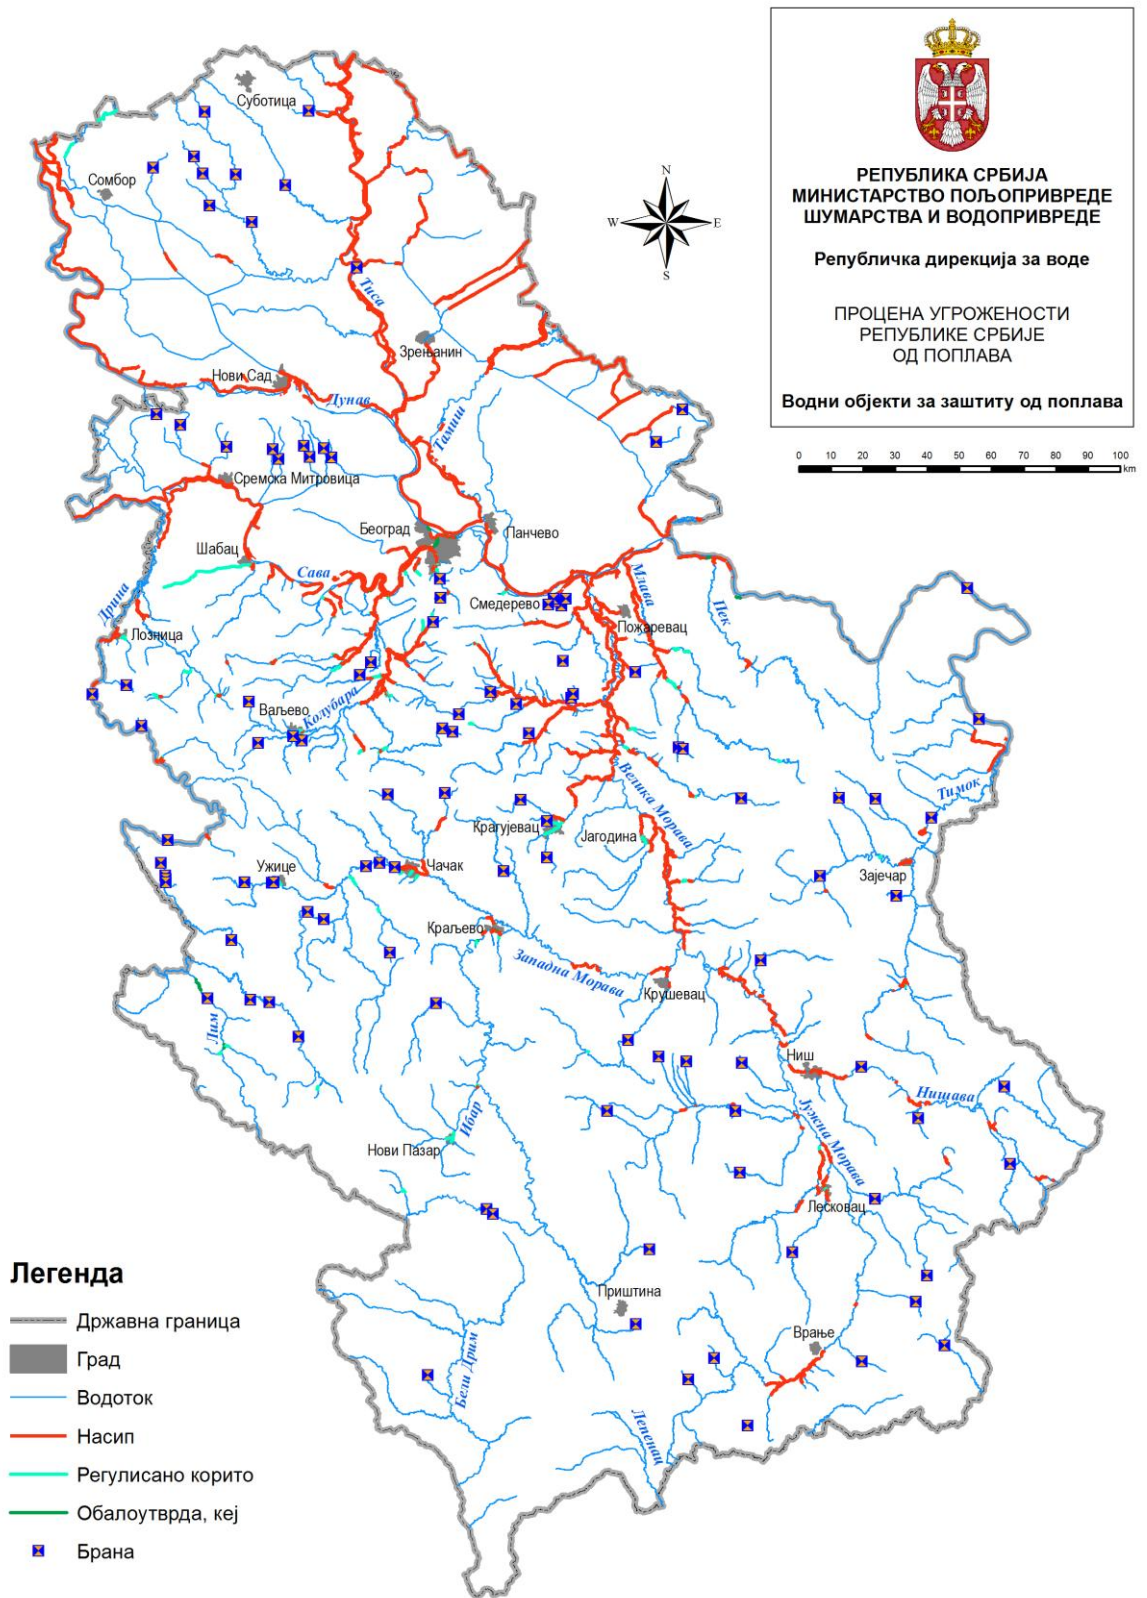 РЕПУБЛИКА СРБИЈА
МИНИСТАРСТВО ПОЉОПРИВРЕДЕ
ШУМАРСТВА И ВОДОПРИВРЕДЕ
Републичка дирекција за воде
ПРОЦЕНА УГРОЖЕНОСТИ
РЕПУБЛИКЕ СРБИЈЕ
ОД ПОПЛАВА
Водни објекти за заштиту од поплава
0 10 20 30 40 50 60 70 80 90 100
km
N
W E
S
Суботица
Сомбор
Тиса
Зрењанин
Нови Сад
Дунав
Тамиш
Сремска Митровица
Београд
Панчево
Шабац
Сава
Дрина
Смедерево
Млава
Пек
Пожаревац
Лозница
Ваљево
Колубара
Велика Морава
Тимок
Крагујевац
Јагодина
Ужице
Чачак
Зајечар
Краљево
Западна Морава
Крушевац
Лим
Ниш
Нишава
Ибар
Јужна Морава
Нови Пазар
Лесковац
Приштина
Врање
Бели Дрим
Лепенац
Легенда
Државна граница
Град
Водоток
Насип
Регулисано корито
Обалоутврда, кеј
Брана